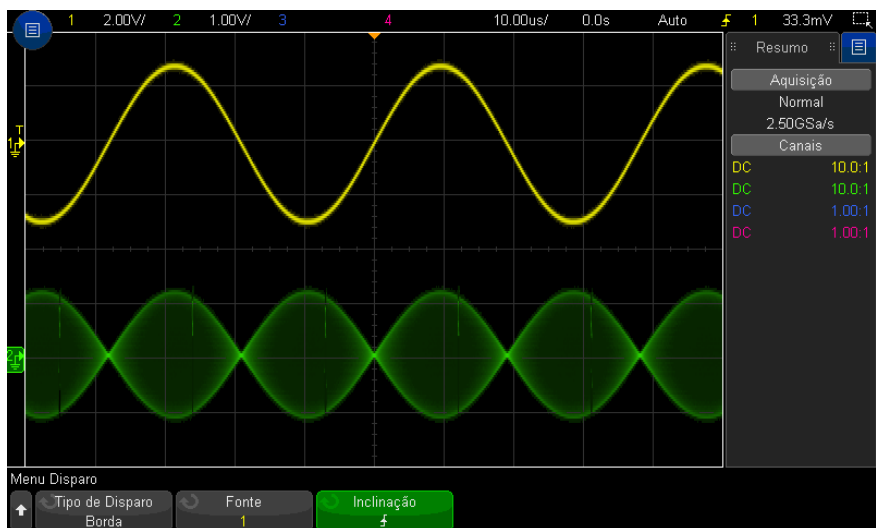 1 2.00V/ 2 1.00V/ 3 4 10.00us/ 0.0s Auto 1 33.3mV
Resumo
Aquisição
Normal
2.50GSa/s
Canais
DC 10.0:1
DC 10.0:1
DC 1.00:1
DC 1.00:1
T
1
2
Menu Disparo
Tipo de Disparo
Borda
Fonte
1
Inclinação